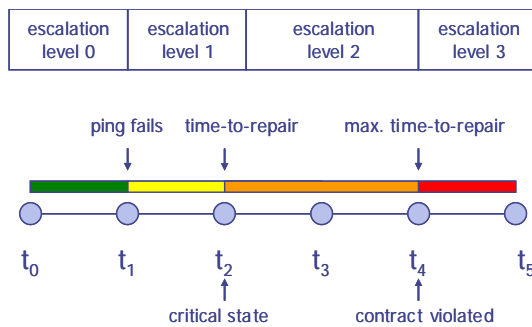 escalation level 0
escalation level 1
escalation level 2
escalation level 3
ping fails
time-to-repair
max. time-to-repair
t0
t1
t2
t3
t4
t5
critical state
contract violated